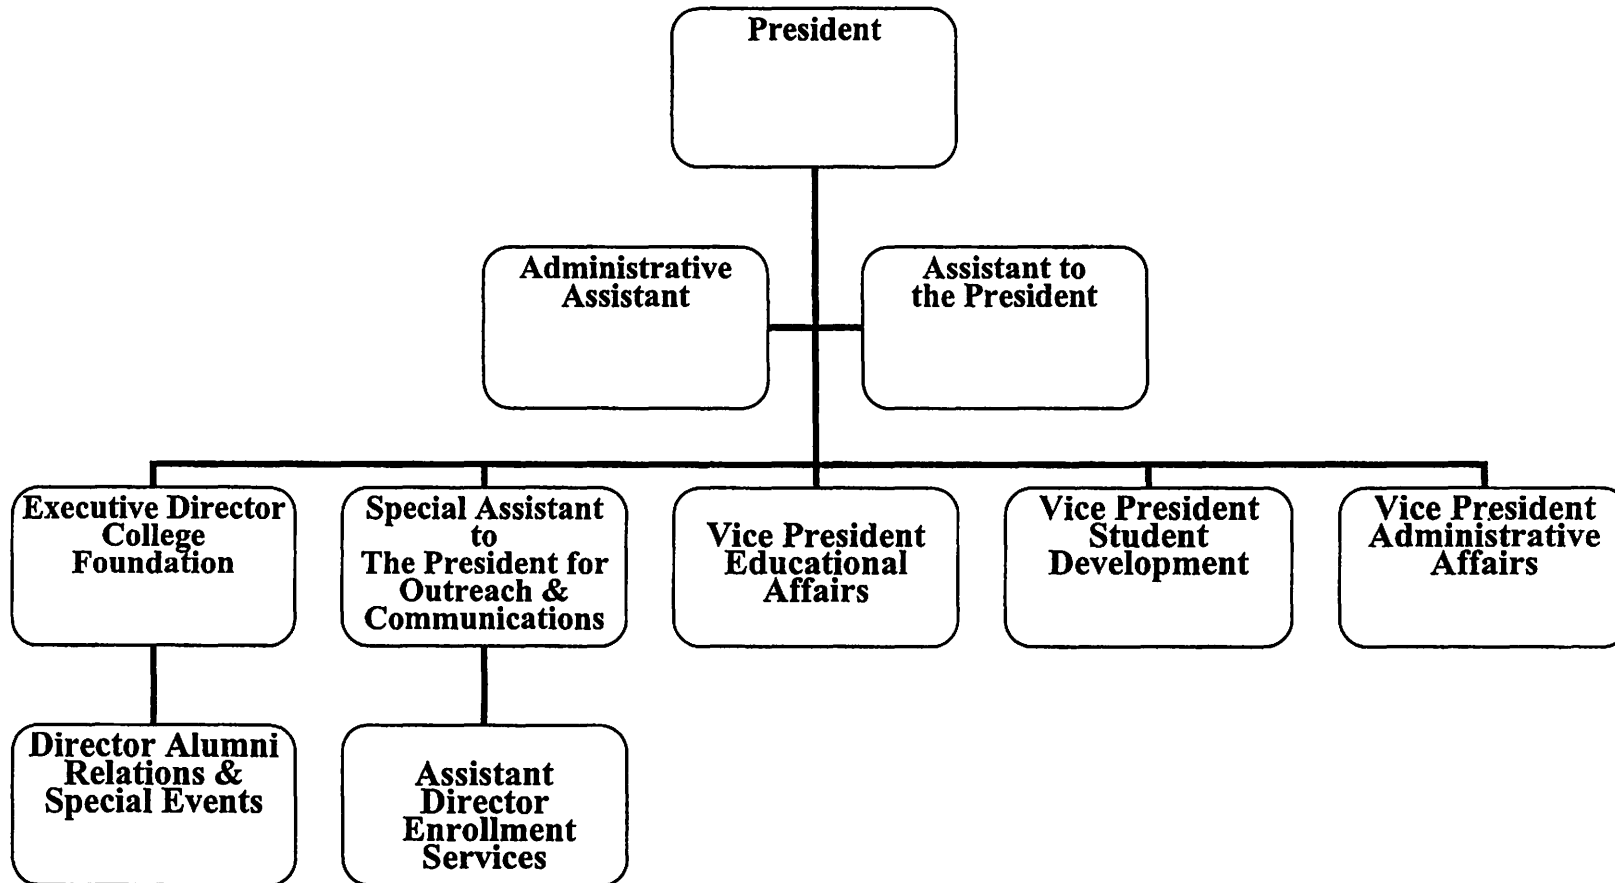 President
Administrative
Assistant
Assistant to
the President
Executive Director
College
Foundation
Special Assistant
to
The President for
Outreach &
Communications
Vice President
Educational
Affairs
Vice President
Student
Development
Vice President
Administrative
Affairs
Director Alumni
Relations &
Special Events
Assistant
Director
Enrollment
Services